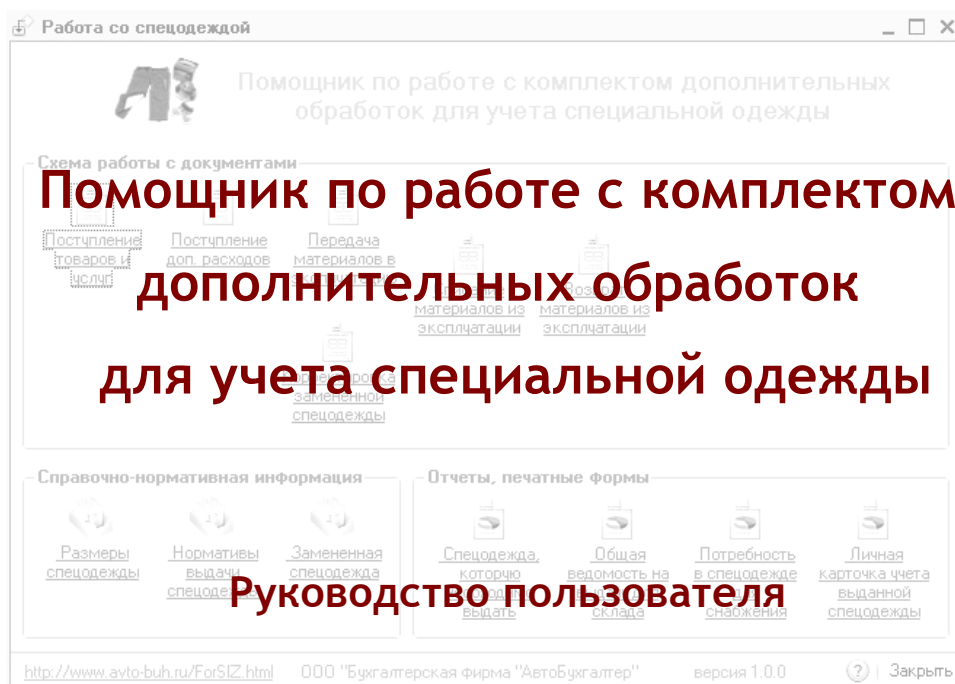 Работа со спецодеждой
Помощник по работе с комплектом дополнительных
обработок для учета специальной одежды
Схема работы с документами
Помощник по работе с комплектом
дополнительных обработок
для учета специальной одежды
Поступление
товаров и
услуг
Поступление
доп. расходов
Передача
материалов в
материалов из
эксплуатации
Возврат
материалов из
эксплуатации
замененной
спецодежды
Справочно-нормативная информация
Размеры
спецодежды
Нормативы
выдачи
Замененная
спецодежда
Отчеты, печатные формы
Спецодежда,
которую
выдать
Общая
ведомость на
склада
Потребность
в спецодежде
снабжения
Личная
карточка учета
выданной
спецодежды
Руководство пользователя
http://www.avto-buh.ru/ForSIZ.html
ООО "Бухгалтерская фирма "АвтоБухгалтер"
версия 1.0.0
? Закрыть